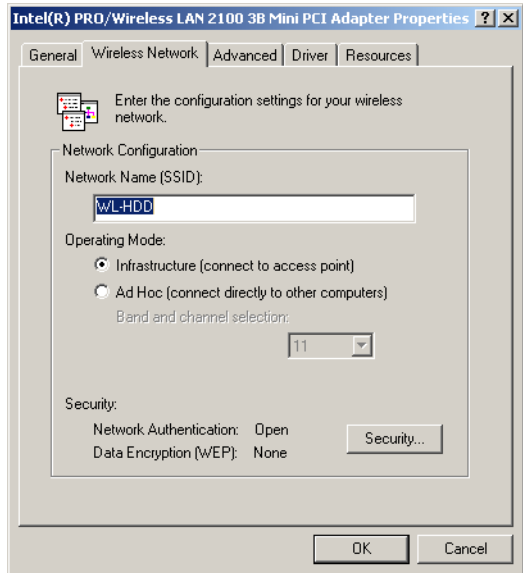 Intel(R) PRO/Wireless LAN 2100 3B Mini PCI Adapter Properties ? X
General Wireless Network Advanced Driver Resources
Enter the configuration settings for your wireless
network.
Network Configuration
Network Name (SSID):
WL-HDD
Operating Mode:
Infrastructure (connect to access point)
Ad Hoc (connect directly to other computers)
Band and channel selection:
11
Security:
Network Authentication: Open
Data Encryption (WEP): None
Security...
OK Cancel